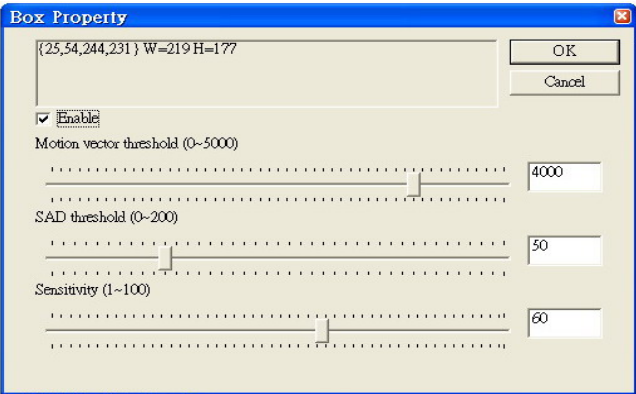 Box Property
{25,54,244,231} W=219 H=177
OK
Cancel
Enable
Motion vector threshold (0~5000)
4000
SAD threshold (0~200)
50
Sensitivity (1~100)
60